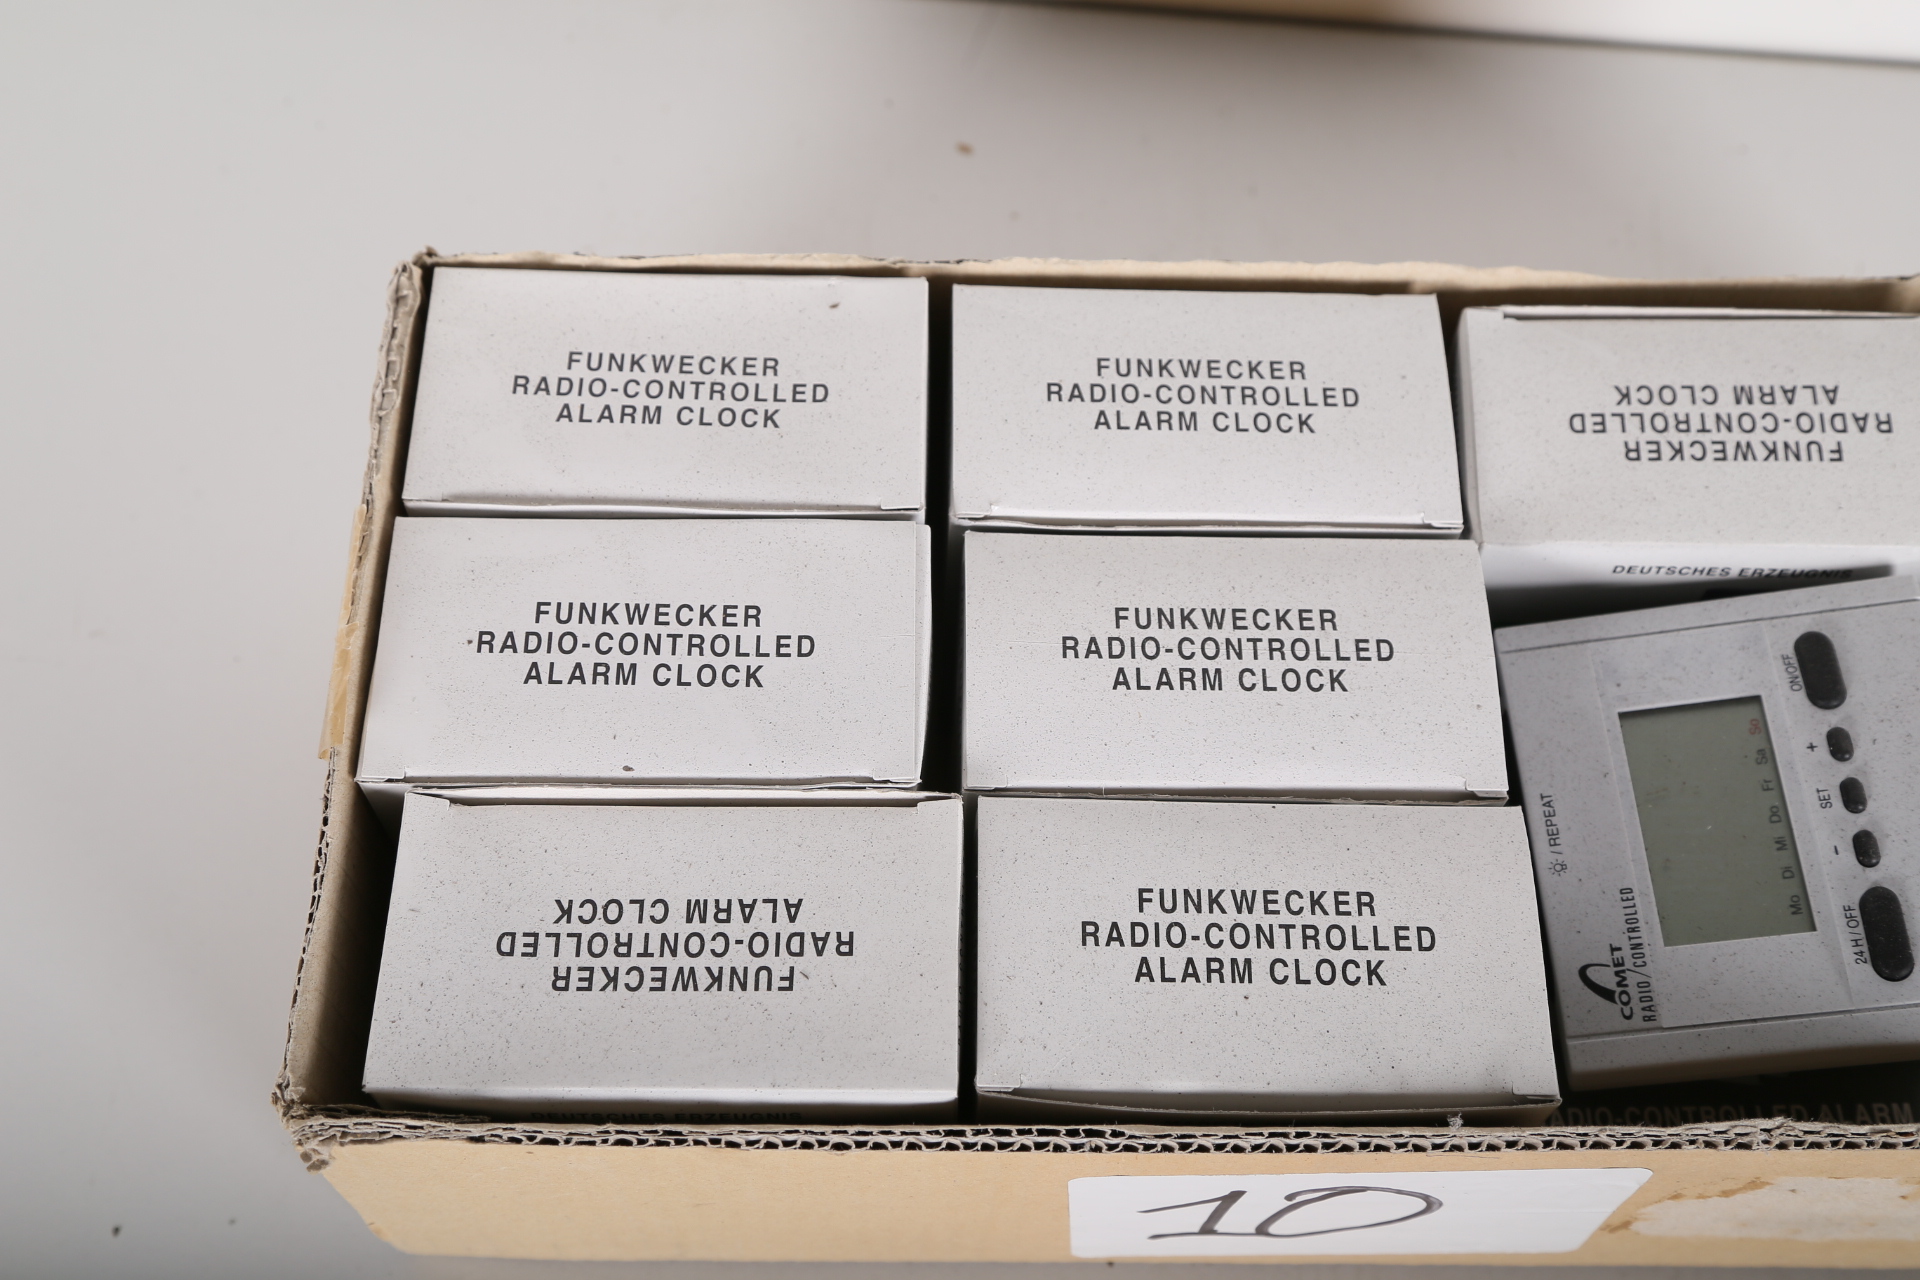 FUNKWECKER
RADIO-CONTROLLED
ALARM CLOCK
FUNKWECKER
RADIO-CONTROLLED
ALARM CLOCK
FUNKWECKER
RADIO-CONTROLLED
ALARM CLOCK
DEUTSCHES ERZEUGNIS
FUNKWECKER
RADIO-CONTROLLED
ALARM CLOCK
FUNKWECKER
RADIO-CONTROLLED
ALARM CLOCK
ON/OFF
+
SET
-
24H/OFF
Mo Di Mi Do Fr Sa So
/REPEAT
COMET
RADIO/CONTROLLED
FUNKWECKER
RADIO-CONTROLLED
ALARM CLOCK
DEUTSCHES ERZEUGNIS
FUNKWECKER
RADIO-CONTROLLED
ALARM CLOCK
RADIO-CONTROLLED ALARM
10